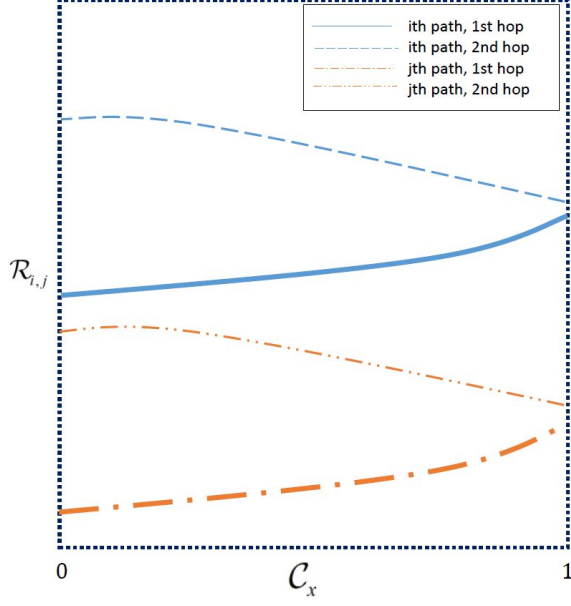 ith path, 1st hop
ith path, 2nd hop
jth path, 1st hop
jth path, 2nd hop
ℛi,j
0
𝒞x
1